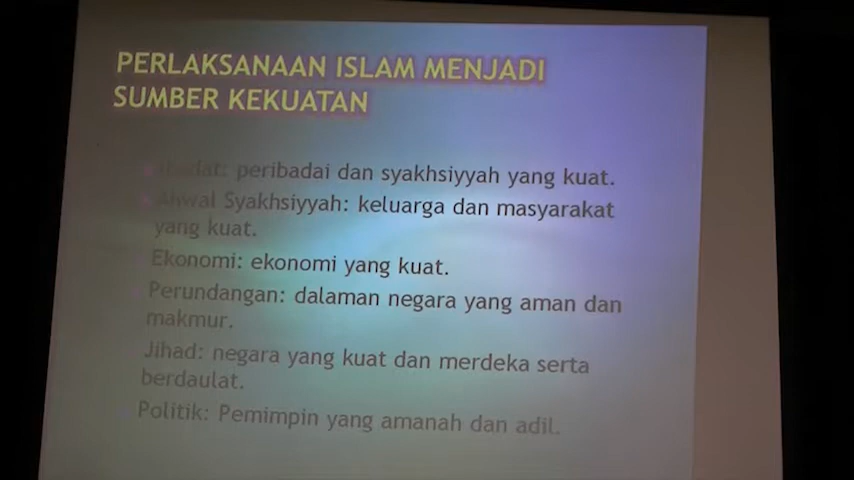 PERLAKSANAAN ISLAM MENJADI
SUMBER KEKUATAN
peribadai dan syakhsiyyah yang kuat.
Ahwal Syakhsiyyah: keluarga dan masyarakat
yang kuat.
Ekonomi: ekonomi yang kuat.
Perundangan: dalaman negara yang aman dan
makmur.
Jihad: negara yang kuat dan merdeka serta
berdaulat.
Politik: Pemimpin yang amanah dan adil.